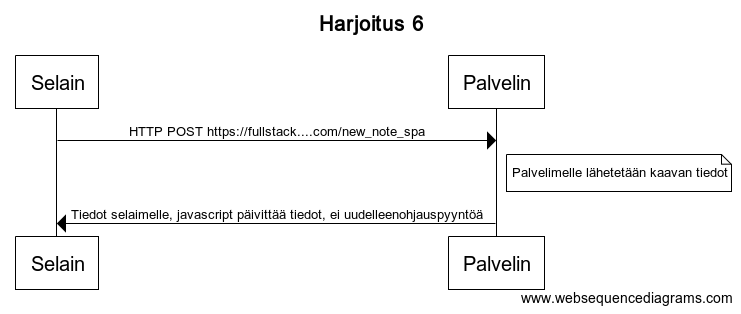 Harjoitus 6
Selain
Palvelin
HTTP POST https://fullstack....com/new_note_spa
Palvelimelle lähetetään kaavan tiedot
Tiedot selaimelle, javascript päivittää tiedot, ei uudelleenohjauspyyntöä
Selain
Palvelin
www.websequencediagrams.com